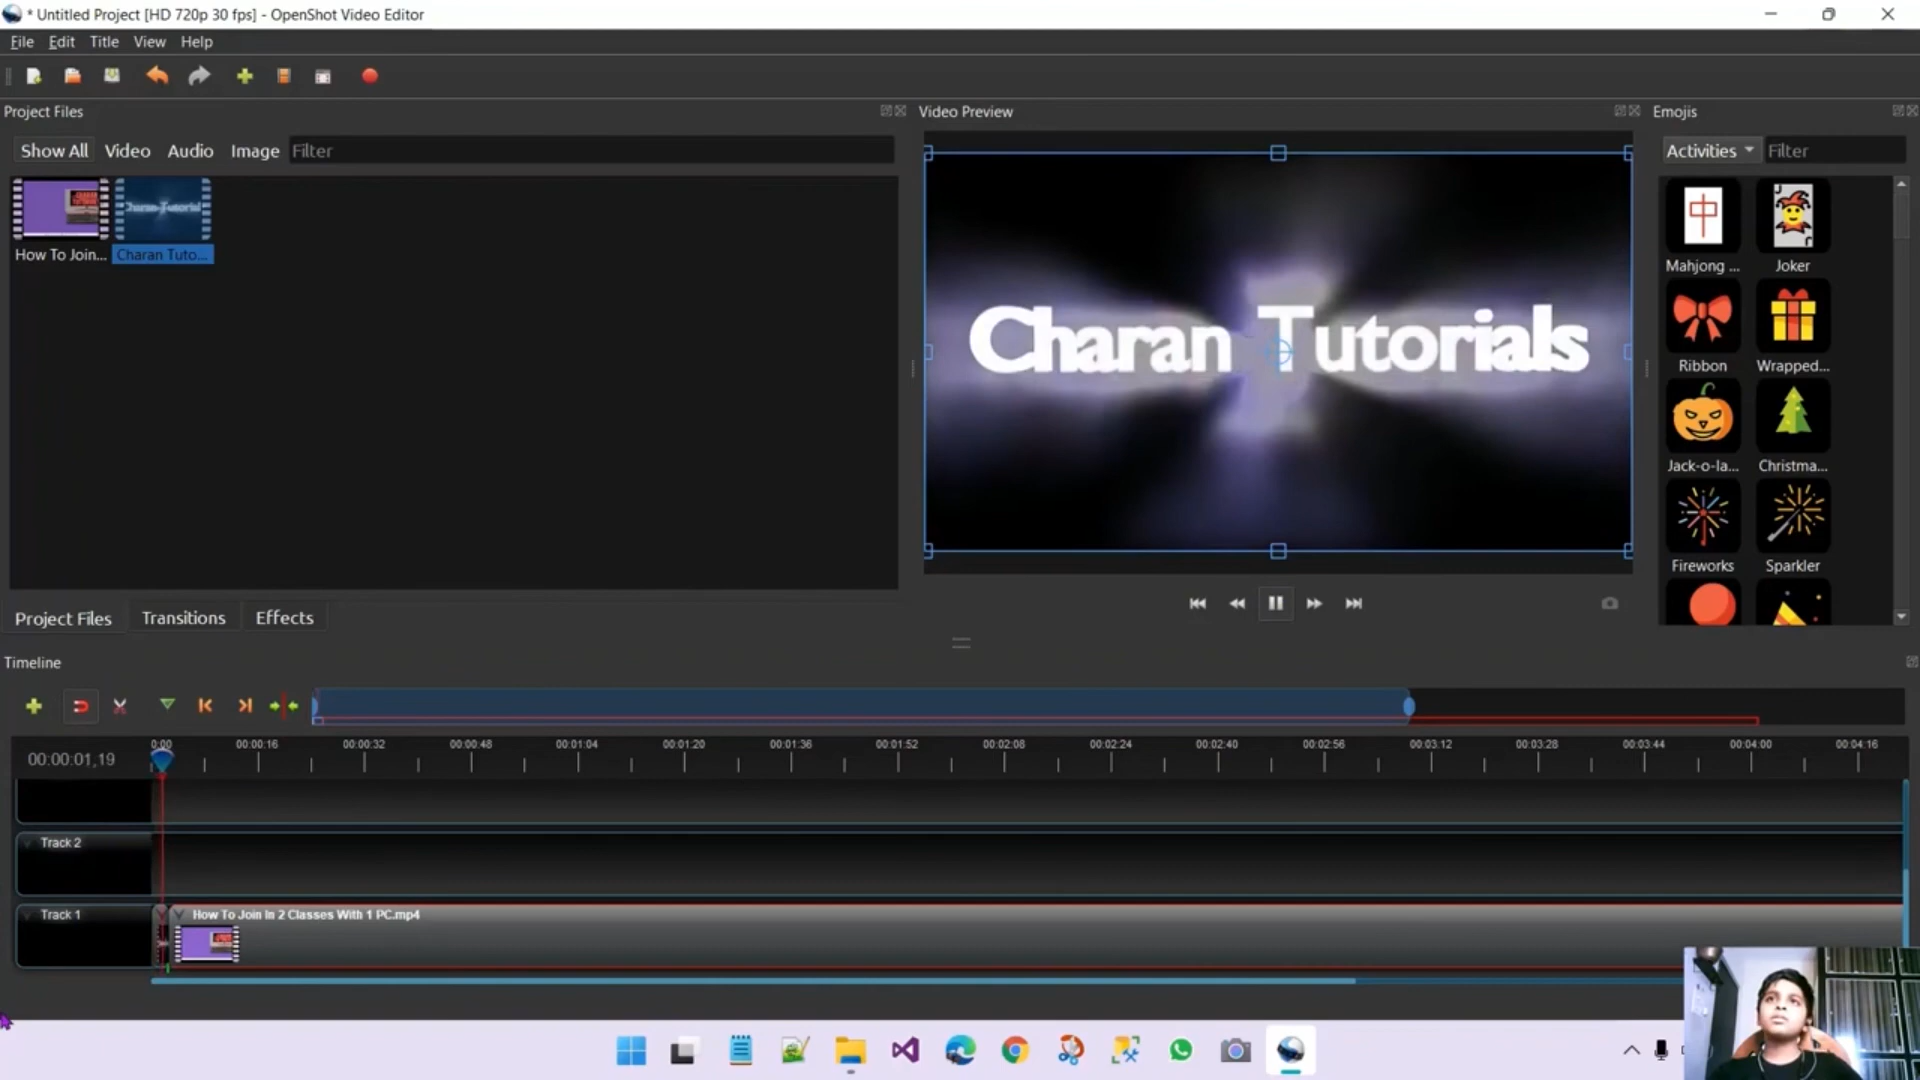 * Untitled Project [HD 720p 30 fps] - OpenShot Video Editor
File Edit Title View Help
Project Files
Video Preview
Emojis
Show All Video Audio Image Filter
Activities Filter
How To Join... Charan Tuto...
Charan Tutorials
Mahjong ... Joker
Ribbon Wrapped...
Jack-o-la... Christma...
Fireworks Sparkler
Project Files Transitions Effects
Timeline
00:00:01,19
0:00 00:00:16 00:00:32 00:00:48 00:01:04 00:01:20 00:01:36 00:01:52 00:02:08 00:02:24 00:02:40 00:02:56 00:03:12 00:03:28 00:03:44 00:04:00 00:04:16
Track 2
Track 1
How To Join In 2 Classes With 1 PC.mp4